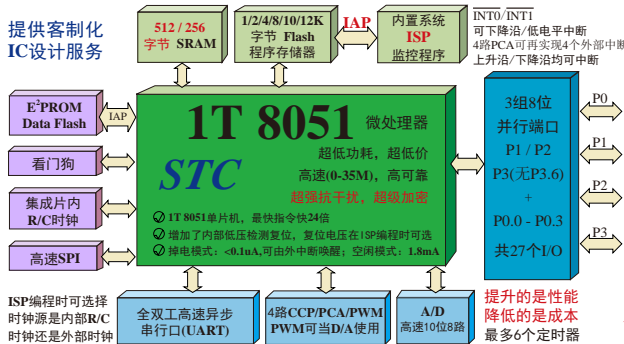 提供客制化
IC设计服务
512 / 256
字节 SRAM
1/2/4/8/10/12K
字节 Flash
程序存储器
IAP
内置系统
ISP
监控程序
INT0/INT1
可下降沿/低电平中断
4路PCA可再实现4个外部中断
上升沿/下降沿均可中断
E²PROM
Data Flash
IAP
看门狗
集成片内
R/C时钟
高速SPI
1T 8051 微处理器
STC
超低功耗，超低价
高速(0-35M)，高可靠
超强抗干扰，超级加密
1T 8051单片机，最快指令快24倍
增加了内部低压检测复位，复位电压在ISP编程时可选
掉电模式：<0.1uA,可由外中断唤醒；空闲模式：1.8mA
3组8位
并行端口
P1 / P2
P3(无P3.6)
+
P0.0 - P0.3
共27个I/O
P0
P1
P2
P3
ISP编程时可选择
时钟源是内部R/C
时钟还是外部时钟
全双工高速异步
串行口(UART)
4路CCP/PCA/PWM
PWM可当D/A使用
A/D
高速10位8路
提升的是性能
降低的是成本
最多6个定时器